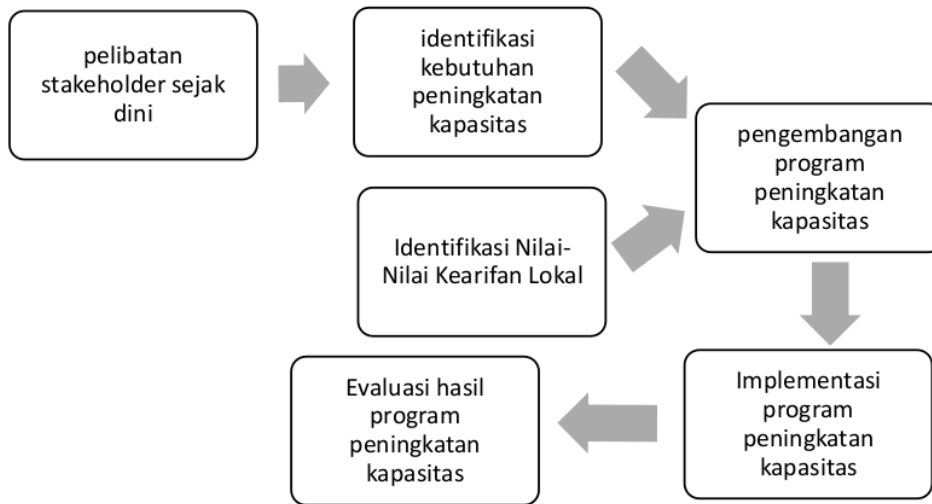 pelibatan
stakeholder sejak
dini
identifikasi
kebutuhan
peningkatan
kapasitas
pengembangan
program
peningkatan
kapasitas
Identifikasi Nilai-
Nilai Kearifan Lokal
Implementasi
program
peningkatan
kapasitas
Evaluasi hasil
program
peningkatan
kapasitas